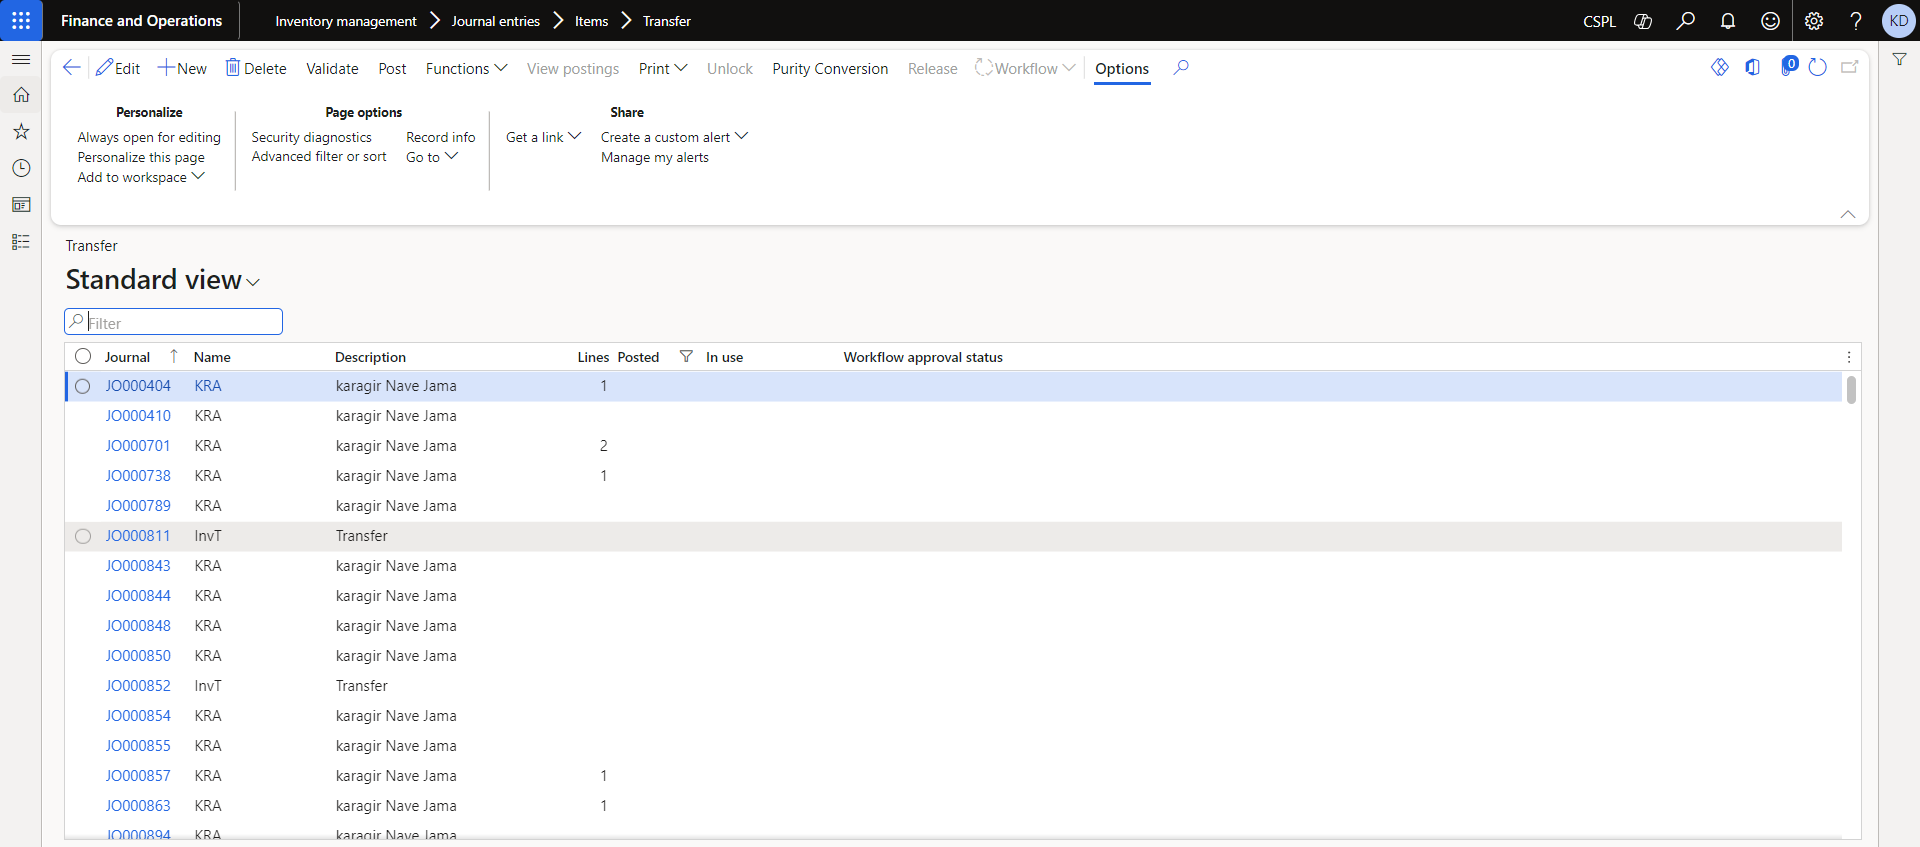 Finance and Operations Inventory management Journal entries Items Transfer CSPL KD
Edit New Delete Validate Post Functions View postings Print Unlock Purity Conversion Release Workflow Options 0
Personalize Page options Share
Always open for editing Security diagnostics Record info Get a link Create a custom alert
Personalize this page Advanced filter or sort Go to Manage my alerts
Add to workspace
Transfer
Standard view
Filter
Journal Name Description Lines Posted In use Workflow approval status
JO000404 KRA karagir Nave Jama 1
JO000410 KRA karagir Nave Jama
JO000701 KRA karagir Nave Jama 2
JO000738 KRA karagir Nave Jama 1
JO000789 KRA karagir Nave Jama
JO000811 InvT Transfer
JO000843 KRA karagir Nave Jama
JO000844 KRA karagir Nave Jama
JO000848 KRA karagir Nave Jama
JO000850 KRA karagir Nave Jama
JO000852 InvT Transfer
JO000854 KRA karagir Nave Jama
JO000855 KRA karagir Nave Jama
JO000857 KRA karagir Nave Jama 1
JO000863 KRA karagir Nave Jama 1
JO000894 KRA karagir Nave Jama